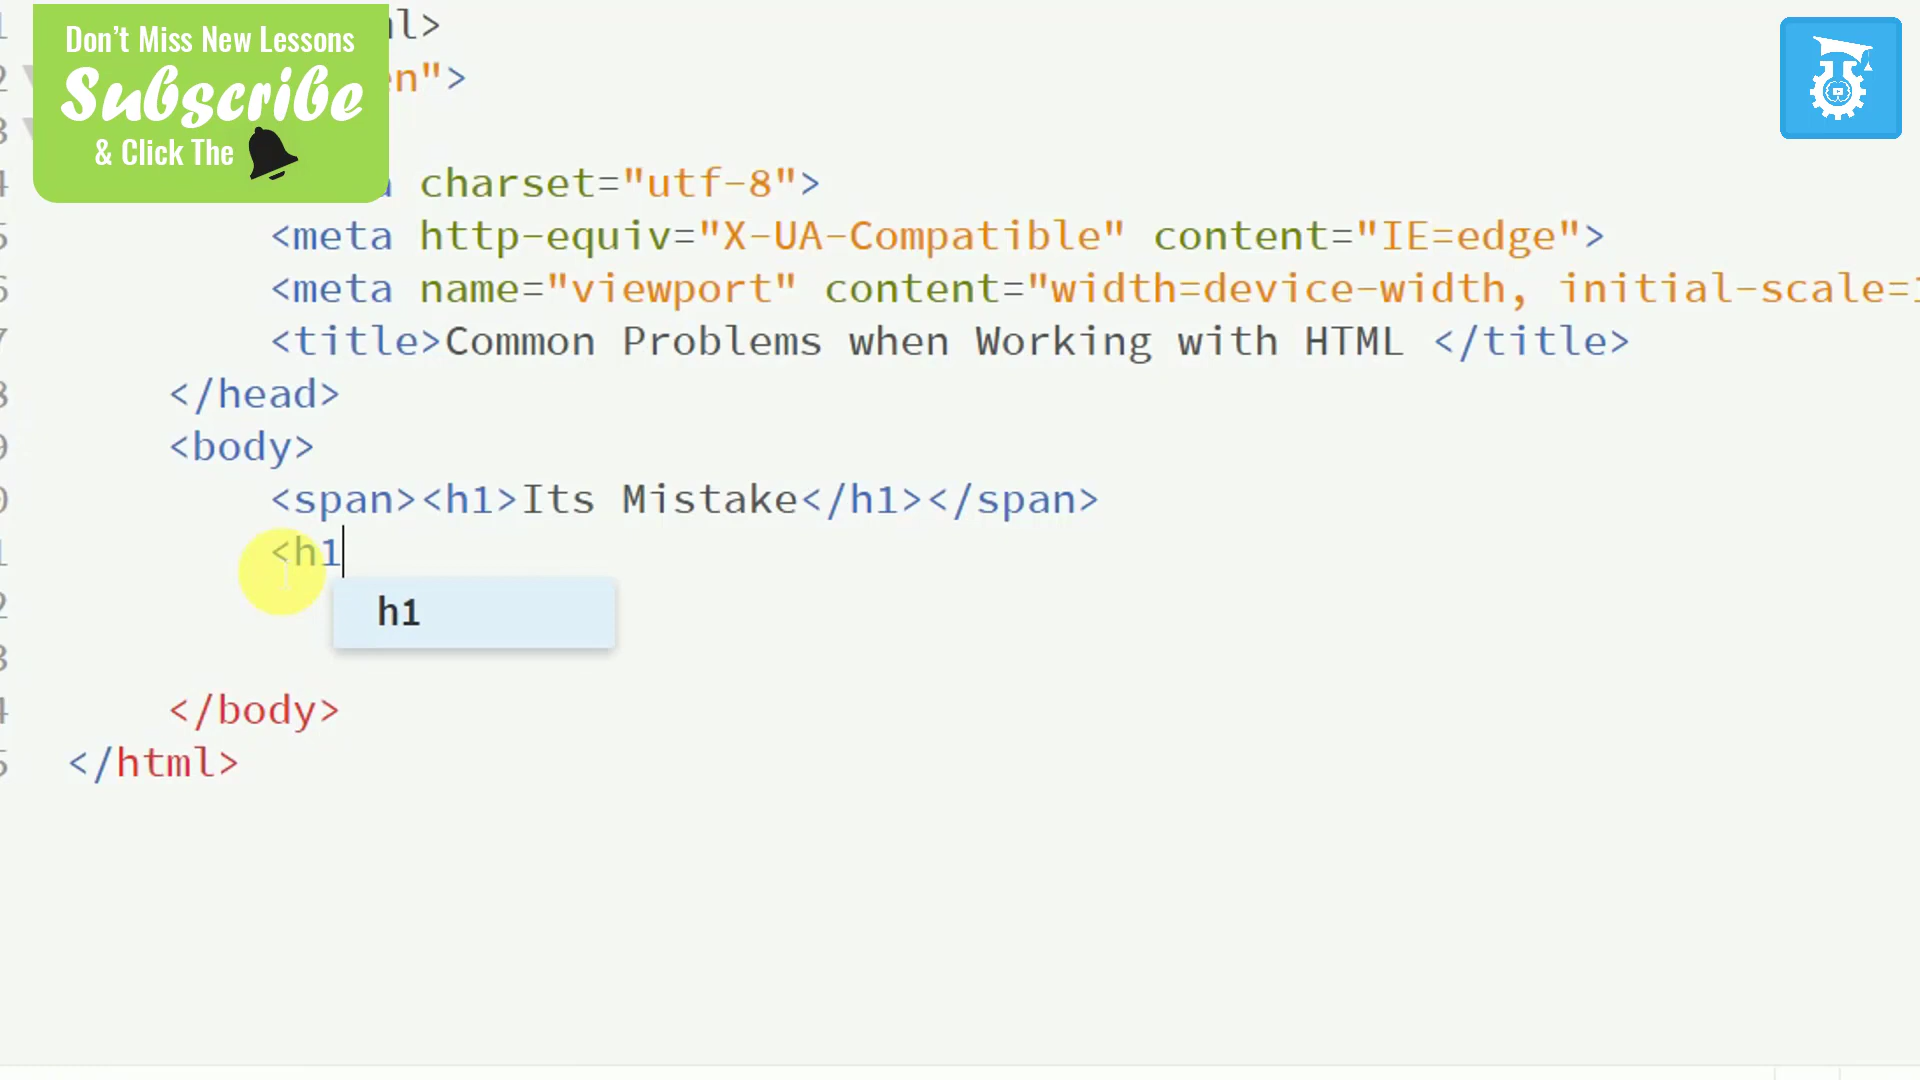 Don't Miss New Lessons
Subscribe
& Click The
l>
n">
charset="utf-8">
<meta http-equiv="X-UA-Compatible" content="IE=edge">
<meta name="viewport" content="width=device-width, initial-scale=
<title>Common Problems when Working with HTML </title>
</head>
<body>
<span><h1>Its Mistake</h1></span>
<h1
h1
</body>
</html>